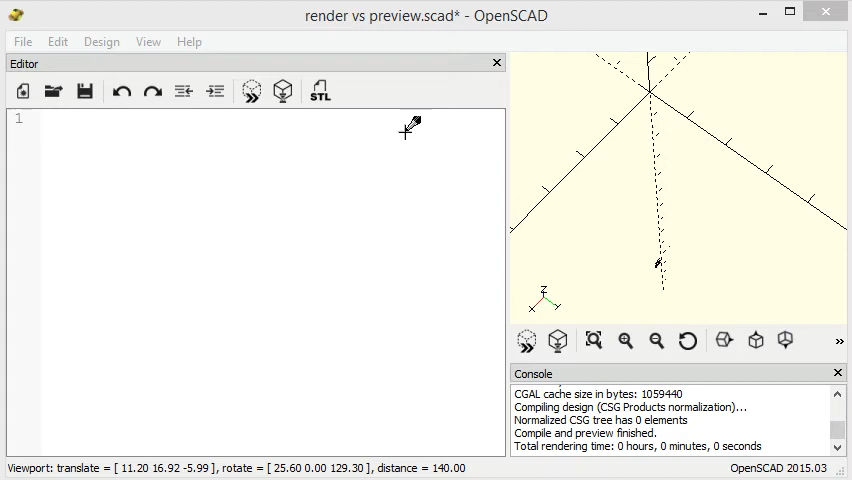 render vs preview.scad* - OpenSCAD
File Edit Design View Help
Editor
STL
1
Z
Console
CGAL cache size in bytes: 1059440
Compiling design (CSG Products normalization)...
Normalized CSG tree has 0 elements
Compile and preview finished.
Total rendering time: 0 hours, 0 minutes, 0 seconds
Viewport: translate = [ 11.20 16.92 -5.99 ], rotate = [ 25.60 0.00 129.30 ], distance = 140.00
OpenSCAD 2015.03